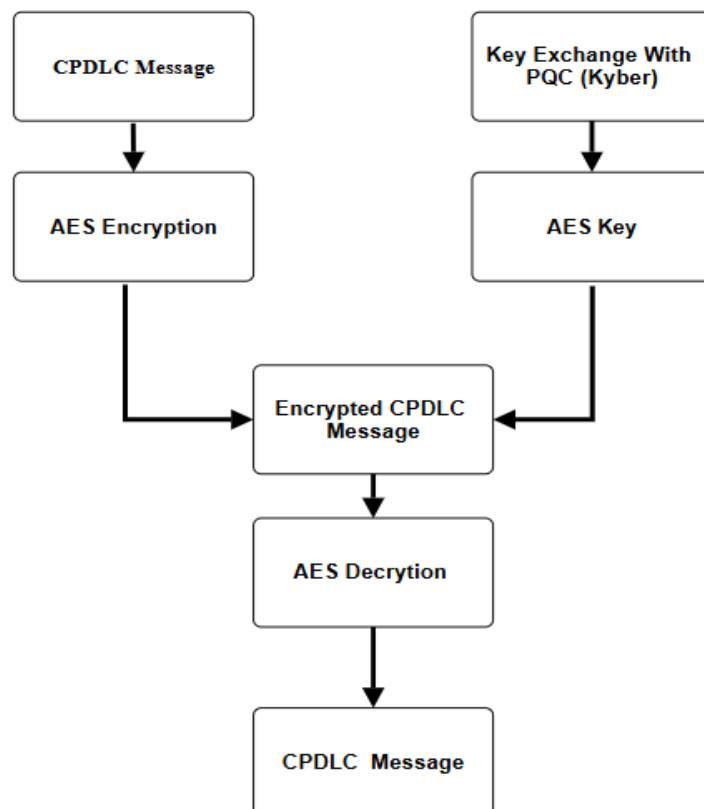 CPDLC Message
Key Exchange With
PQC (Kyber)
AES Encryption
AES Key
Encrypted CPDLC
Message
AES Decrytion
CPDLC Message